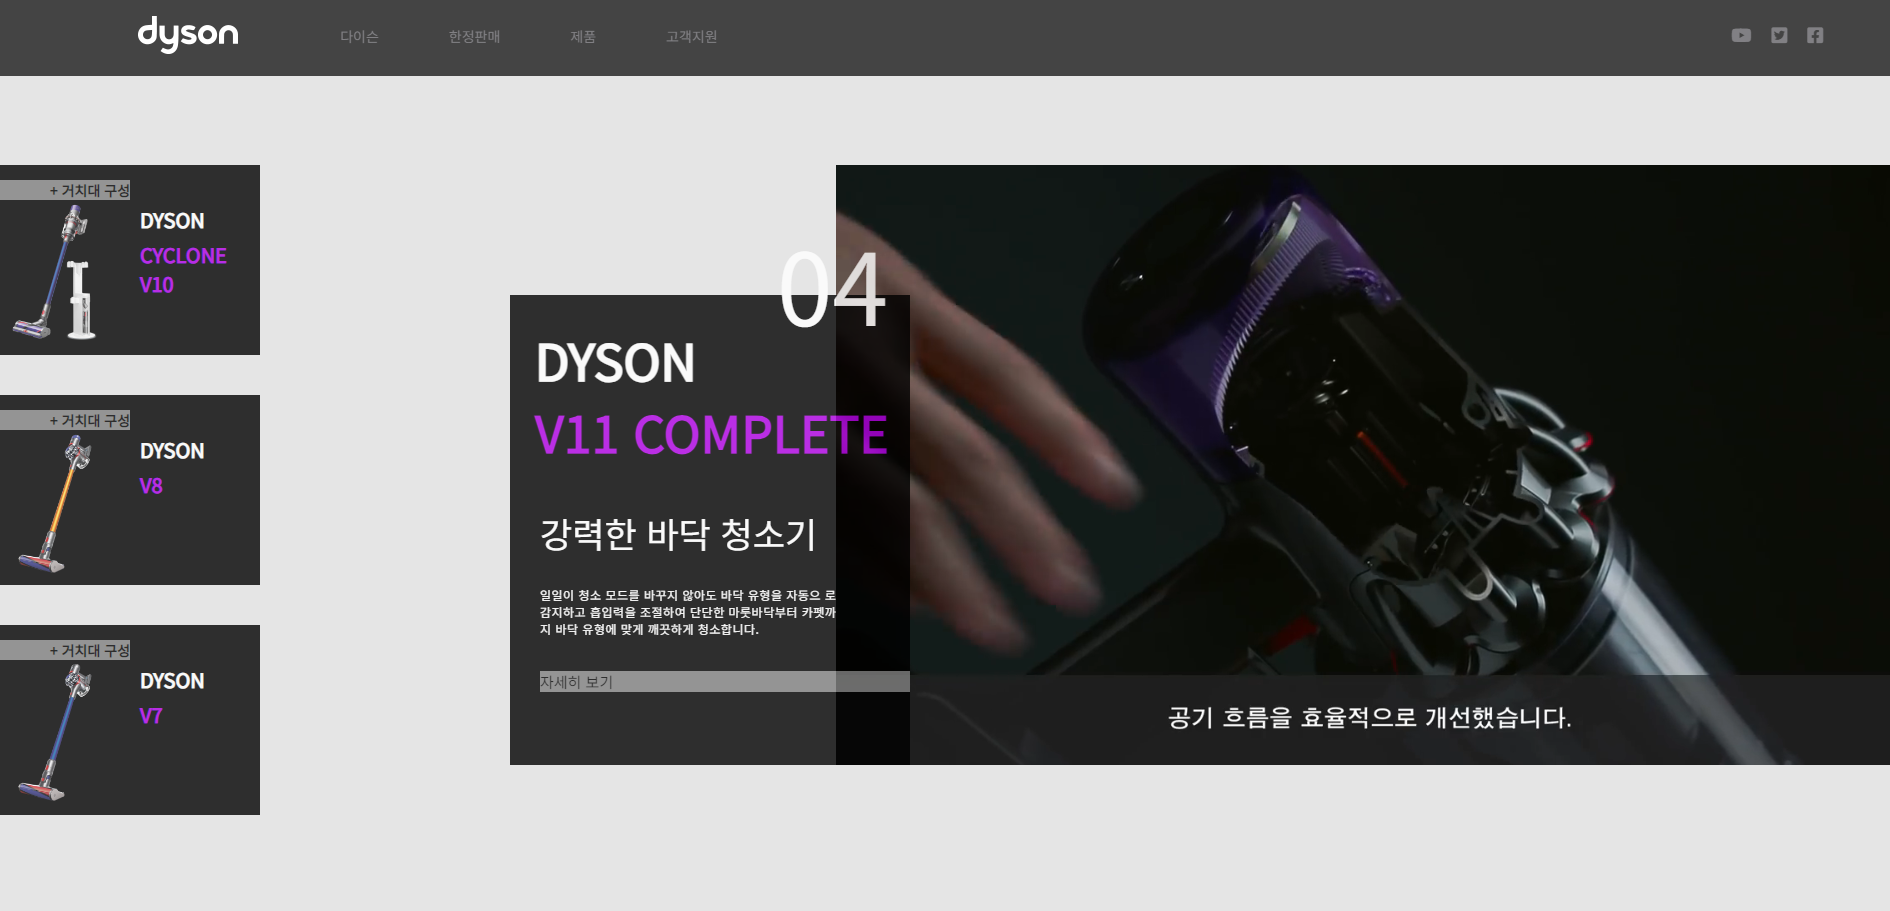 dyson
다이슨
한정판매
제품
고객지원
+ 거치대 구성
DYSON
CYCLONE
V10
+ 거치대 구성
DYSON
V8
+ 거치대 구성
DYSON
V7
04
DYSON
V11 COMPLETE
강력한 바닥 청소기
일일이 청소 모드를 바꾸지 않아도 바닥 유형을 자동으 로
감지하고 흡입력을 조절하여 단단한 마룻바닥부터 카펫까
지 바닥 유형에 맞게 깨끗하게 청소합니다.
자세히 보기
공기 흐름을 효율적으로 개선했습니다.